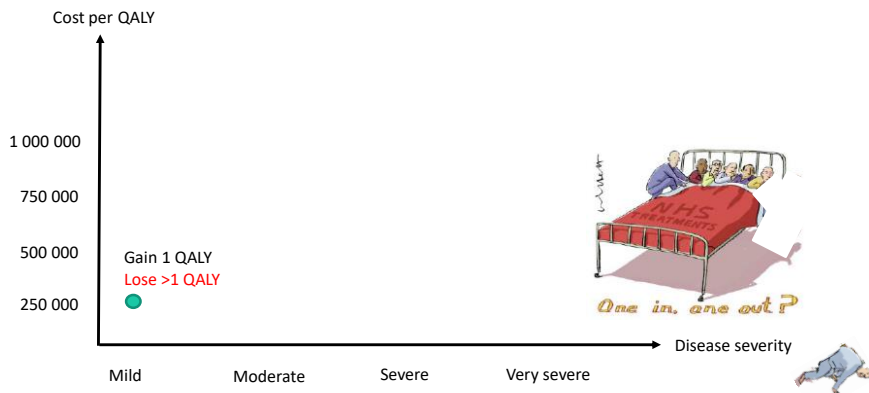 Cost per QALY
1 000 000
750 000
500 000
250 000
Gain 1 QALY
Lose >1 QALY
NHS
TREATMENTS
One in, one out?
Disease severity
Mild
Moderate
Severe
Very severe